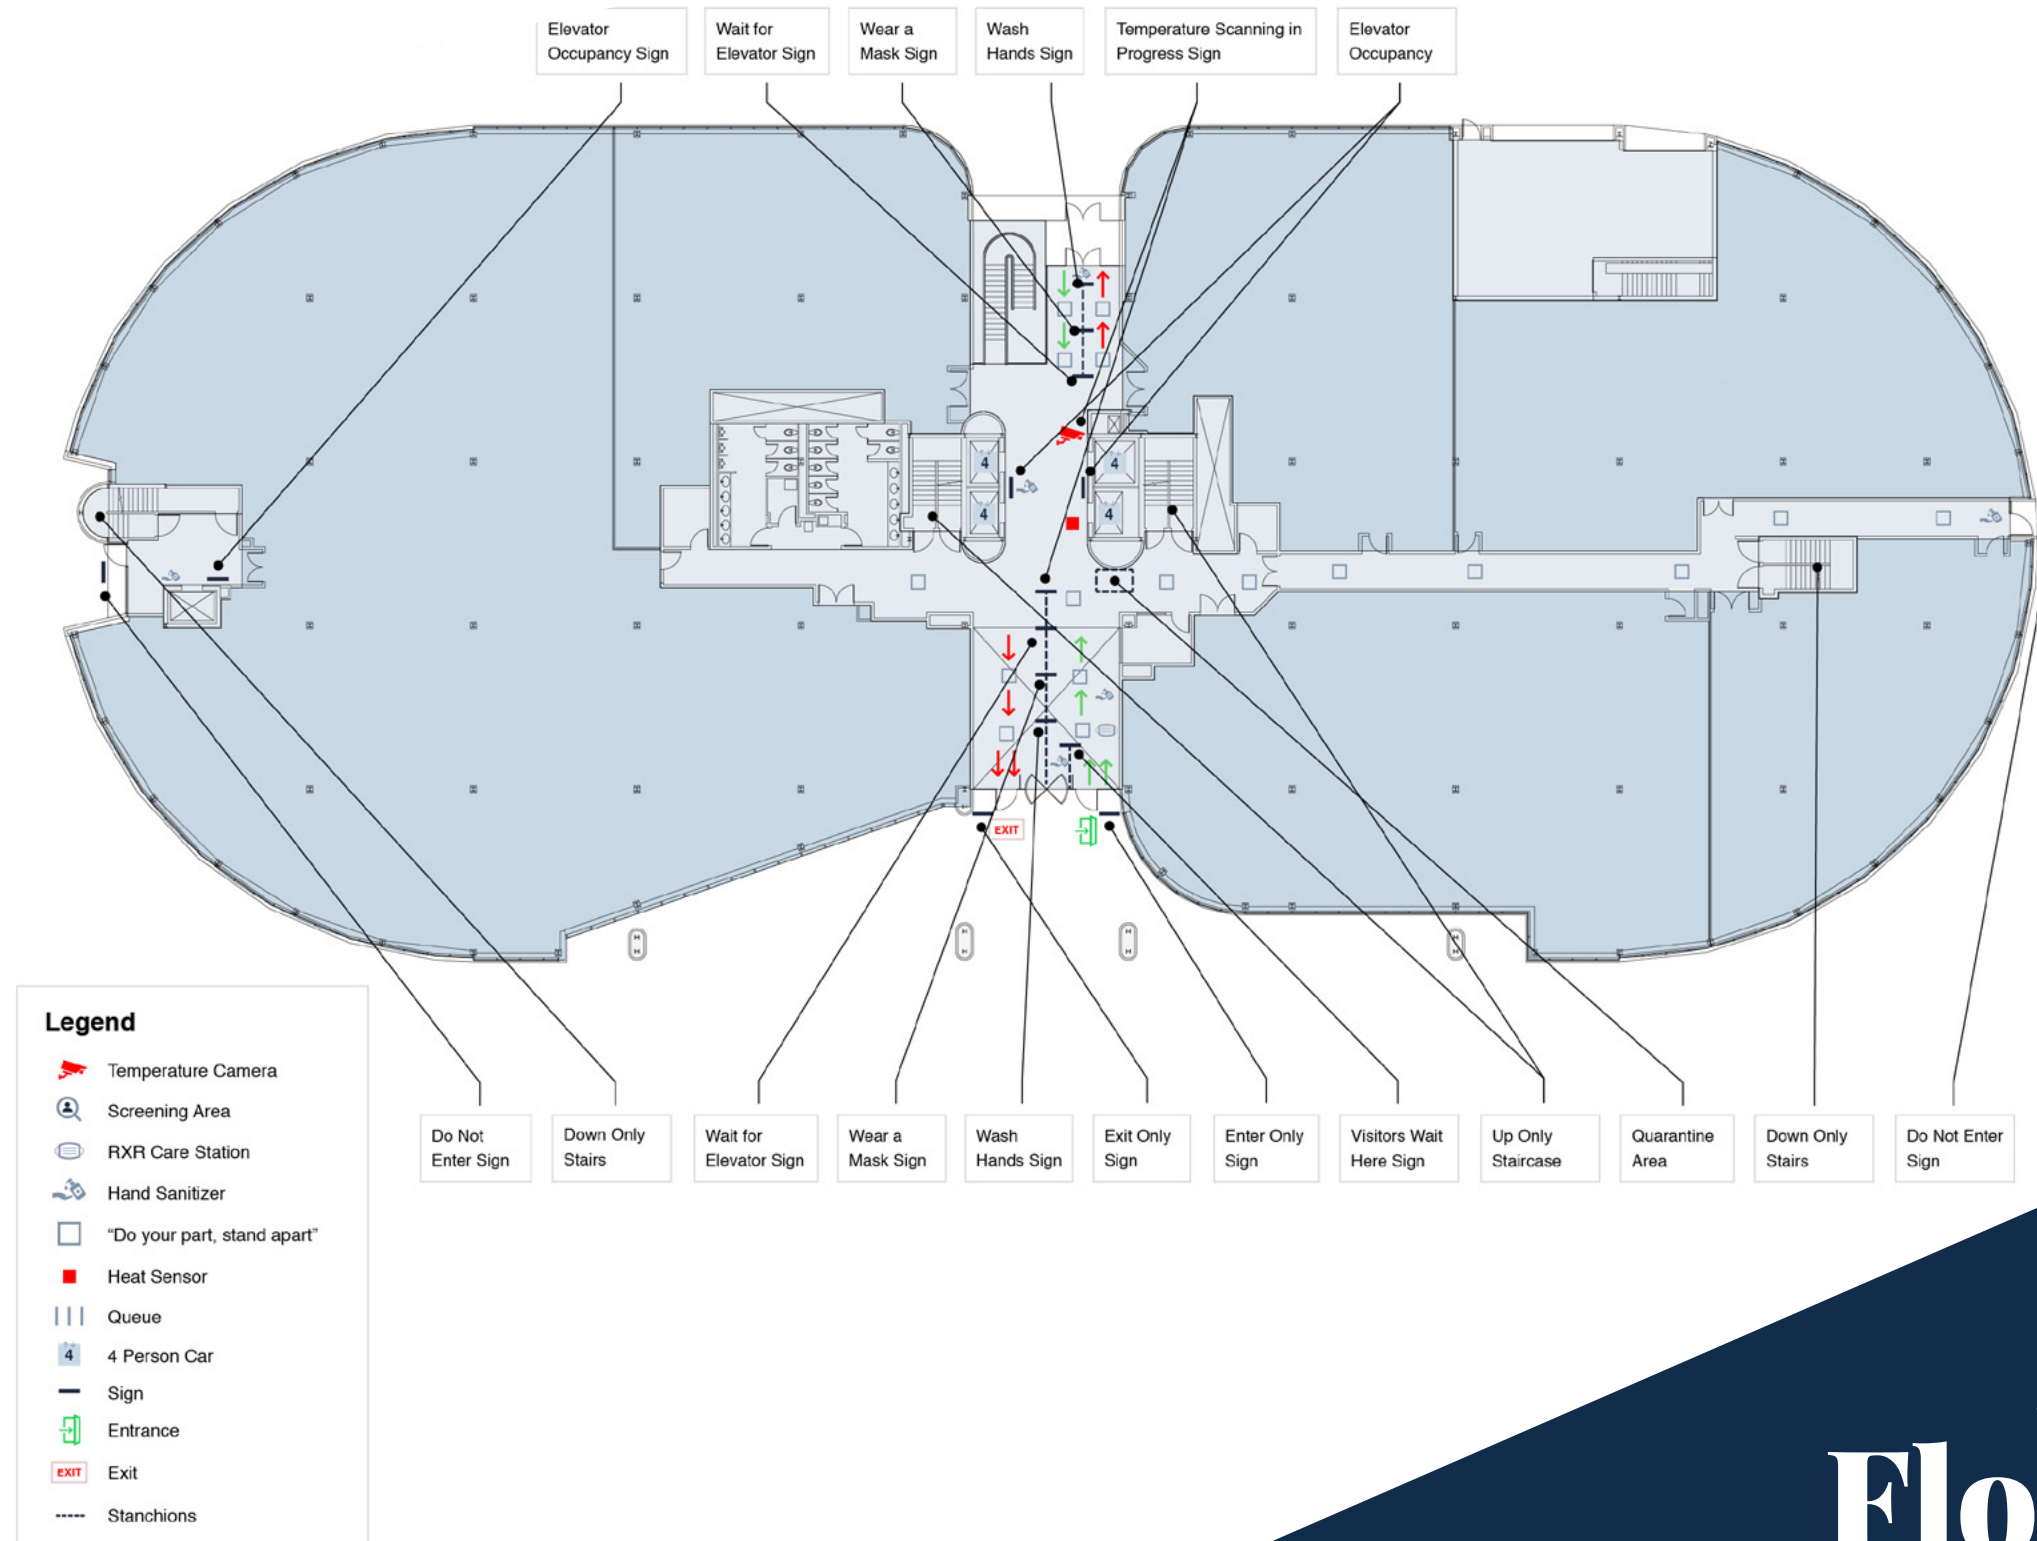 Elevator
Occupancy Sign
Wait for
Elevator Sign
Wear a
Mask Sign
Wash
Hands Sign
Temperature Scanning in
Progress Sign
Elevator
Occupancy
4
4
4
4
EXIT
Legend
Temperature Camera
Screening Area
RXR Care Station
Hand Sanitizer
“Do your part, stand apart”
Heat Sensor
Queue
4
4 Person Car
Sign
Entrance
EXIT
Exit
Stanchions
Do Not
Enter Sign
Down Only
Stairs
Wait for
Elevator Sign
Wear a
Mask Sign
Wash
Hands Sign
Exit Only
Sign
Enter Only
Sign
Visitors Wait
Here Sign
Up Only
Staircase
Quarantine
Area
Down Only
Stairs
Do Not Enter
Sign
Flo